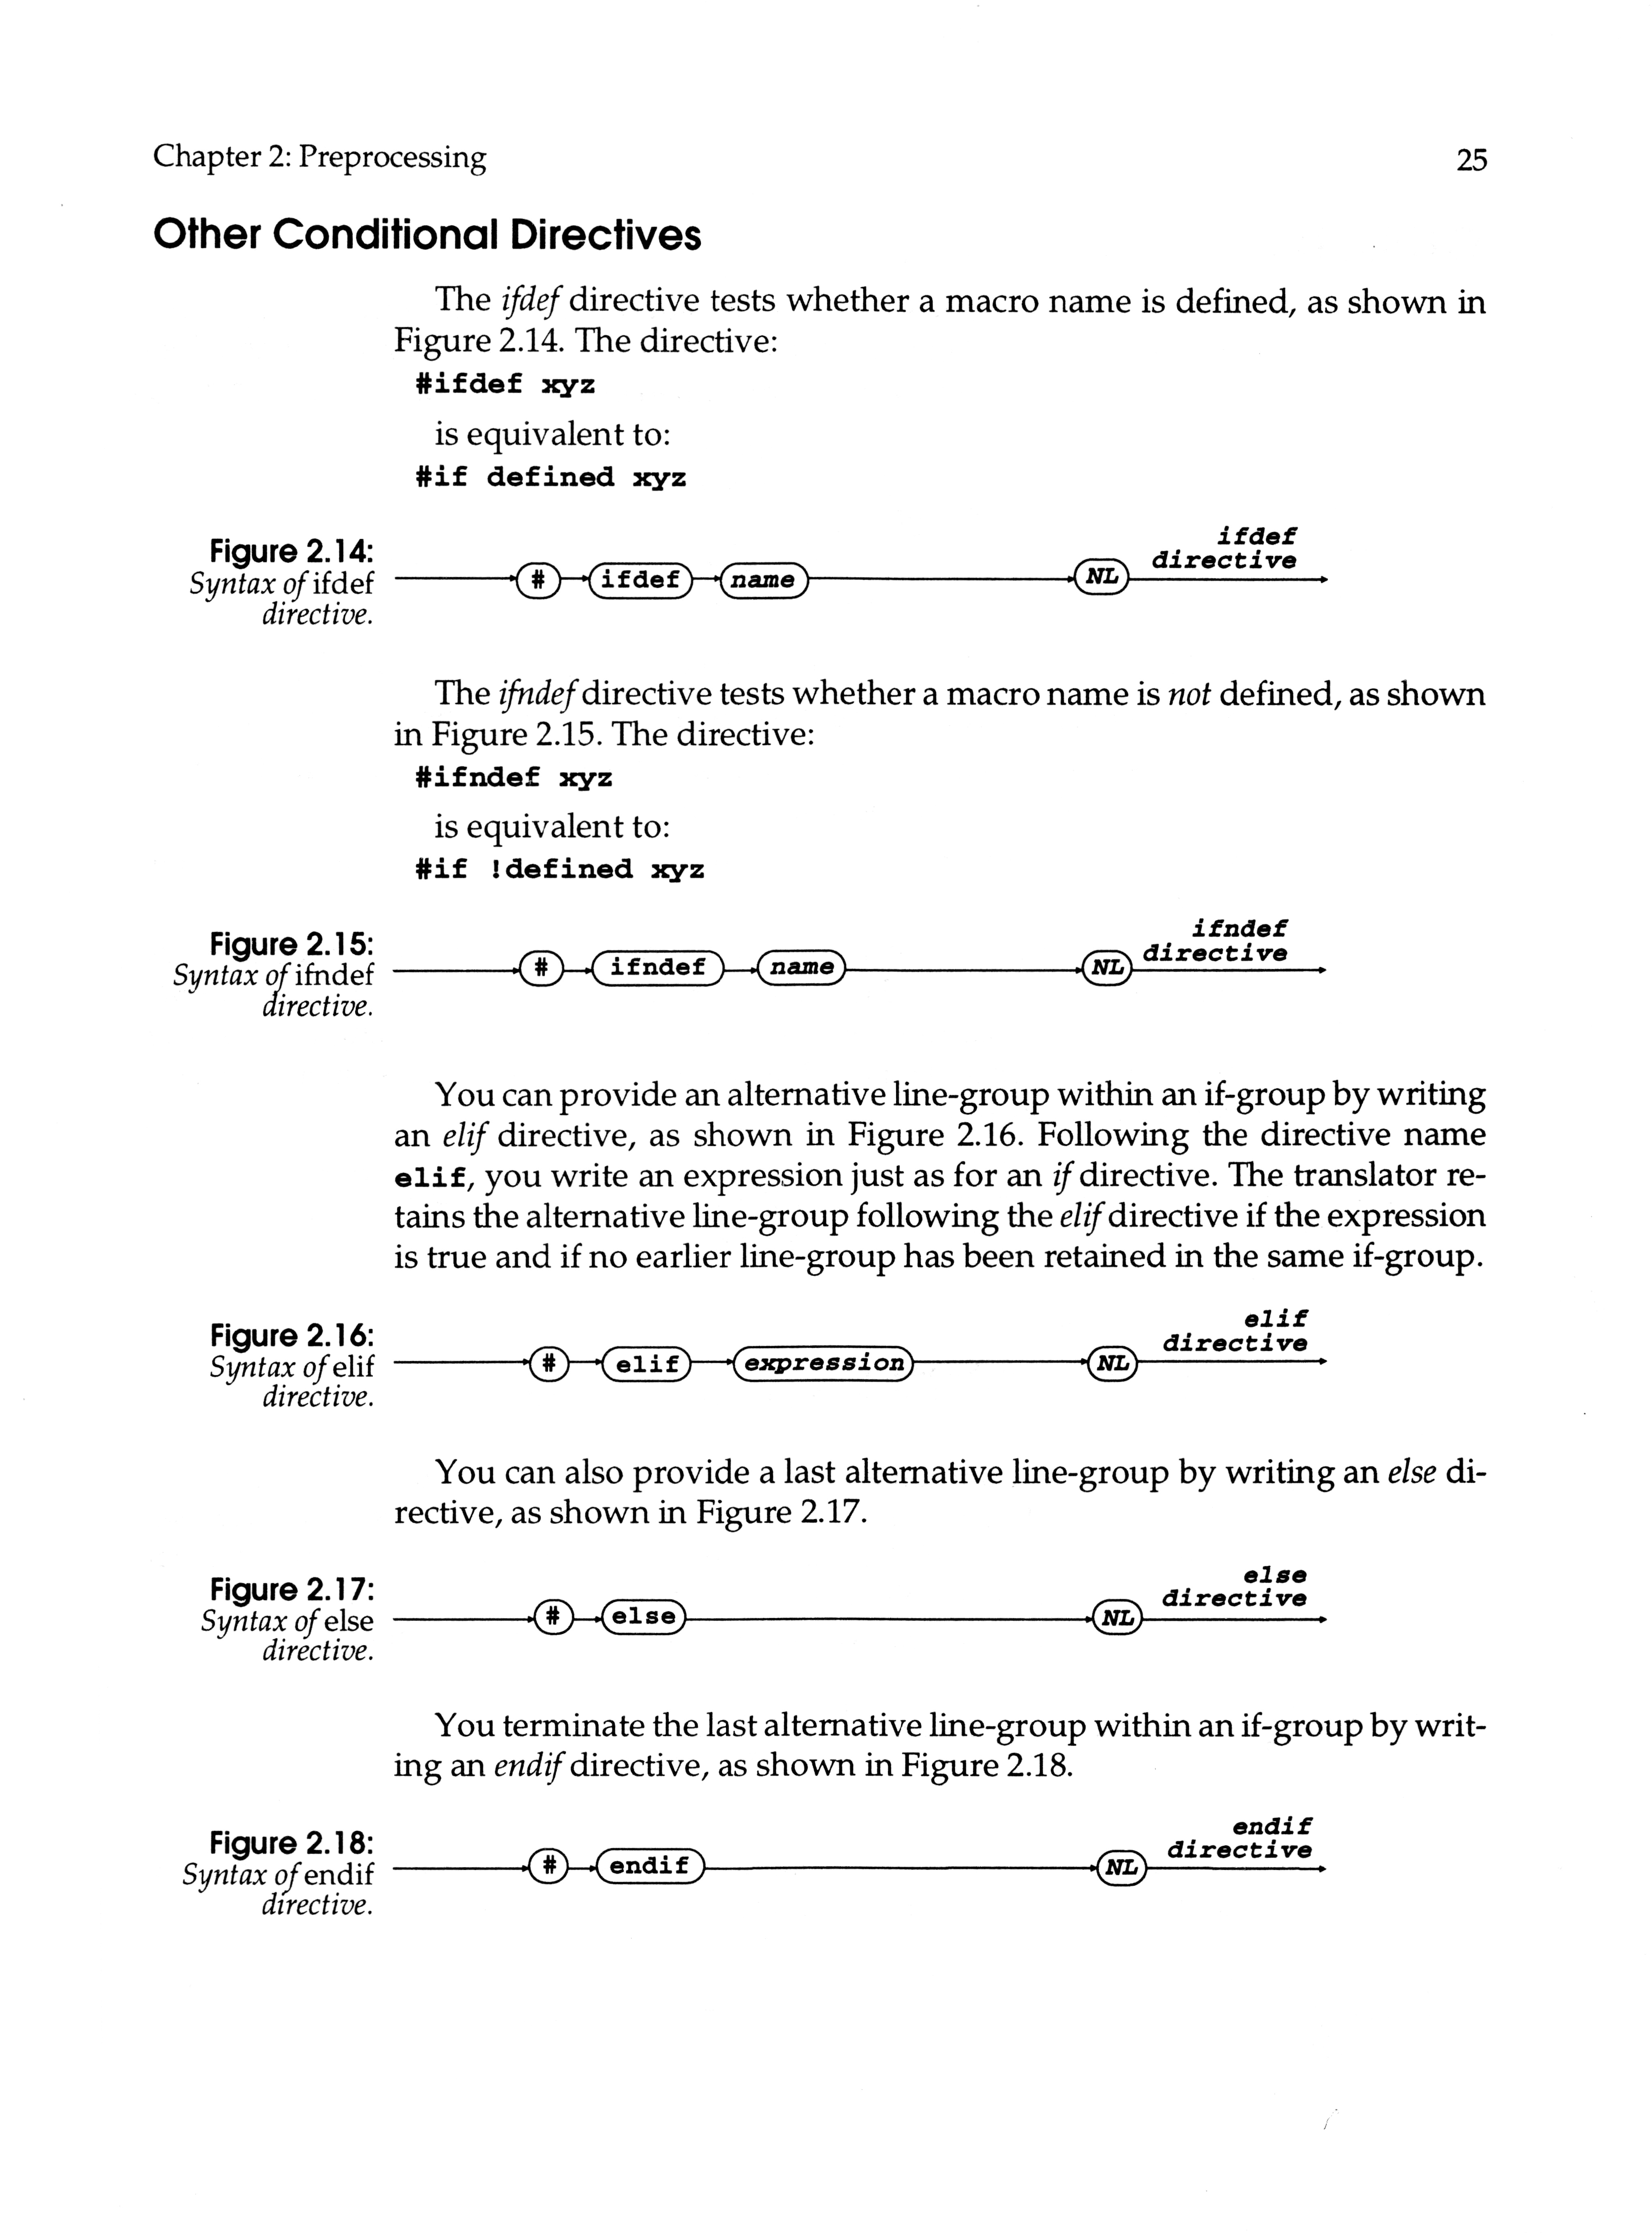 Chapter 2: Preprocessing 25
Other Conditional Directives
The ifdef directive tests whether a macro name is defined, as shown in
Figure 2.14. The directive:
#ifdef xyz
is equivalent to:
#if defined xyz
Figure 2.14:
Syntax of ifdef
directive.
# ifdef name NL
ifdef
directive
The ifndef directive tests whether a macro name is not defined, as shown
in Figure 2.15. The directive:
#ifndef xyz
is equivalent to:
#if !defined xyz
Figure 2.15:
Syntax of ifndef
directive.
# ifndef name NL
ifndef
directive
You can provide an alternative line-group within an if-group by writing
an elif directive, as shown in Figure 2.16. Following the directive name
elif, you write an expression just as for an if directive. The translator re-
tains the alternative line-group following the elif directive if the expression
is true and if no earlier line-group has been retained in the same if-group.
Figure 2.16:
Syntax of elif
directive.
# elif expression NL
elif
directive
You can also provide a last alternative line-group by writing an else di-
rective, as shown in Figure 2.17.
Figure 2.17:
Syntax of else
directive.
# else NL
else
directive
You terminate the last alternative line-group within an if-group by writ-
ing an endif directive, as shown in Figure 2.18.
Figure 2.18:
Syntax of endif
directive.
# endif NL
endif
directive